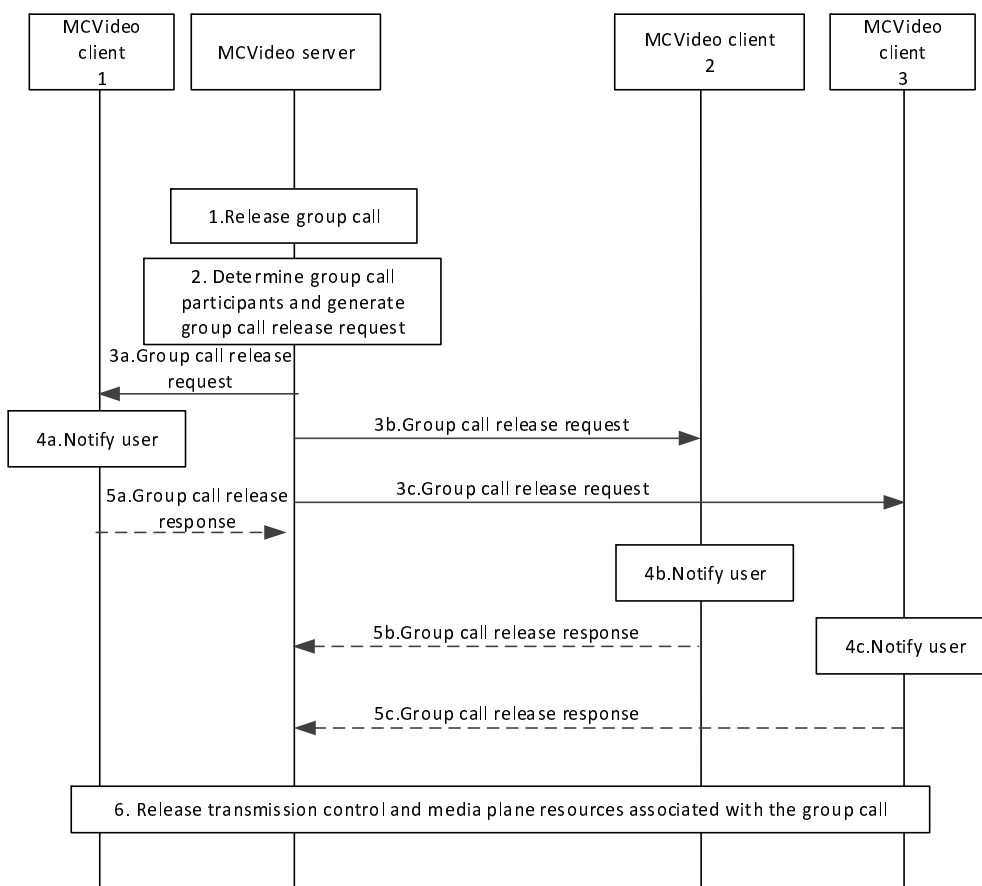 MCVideo
client
1
MCVideo server
MCVideo client
2
MCVideo
client
3
1.Release group call
2. Determine group call
participants and generate
group call release request
3a.Group call release
request
4a.Notify user
3b.Group call release request
5a.Group call release
response
3c.Group call release request
4b.Notify user
5b.Group call release response
4c.Notify user
5c.Group call release response
6. Release transmission control and media plane resources associated with the group call